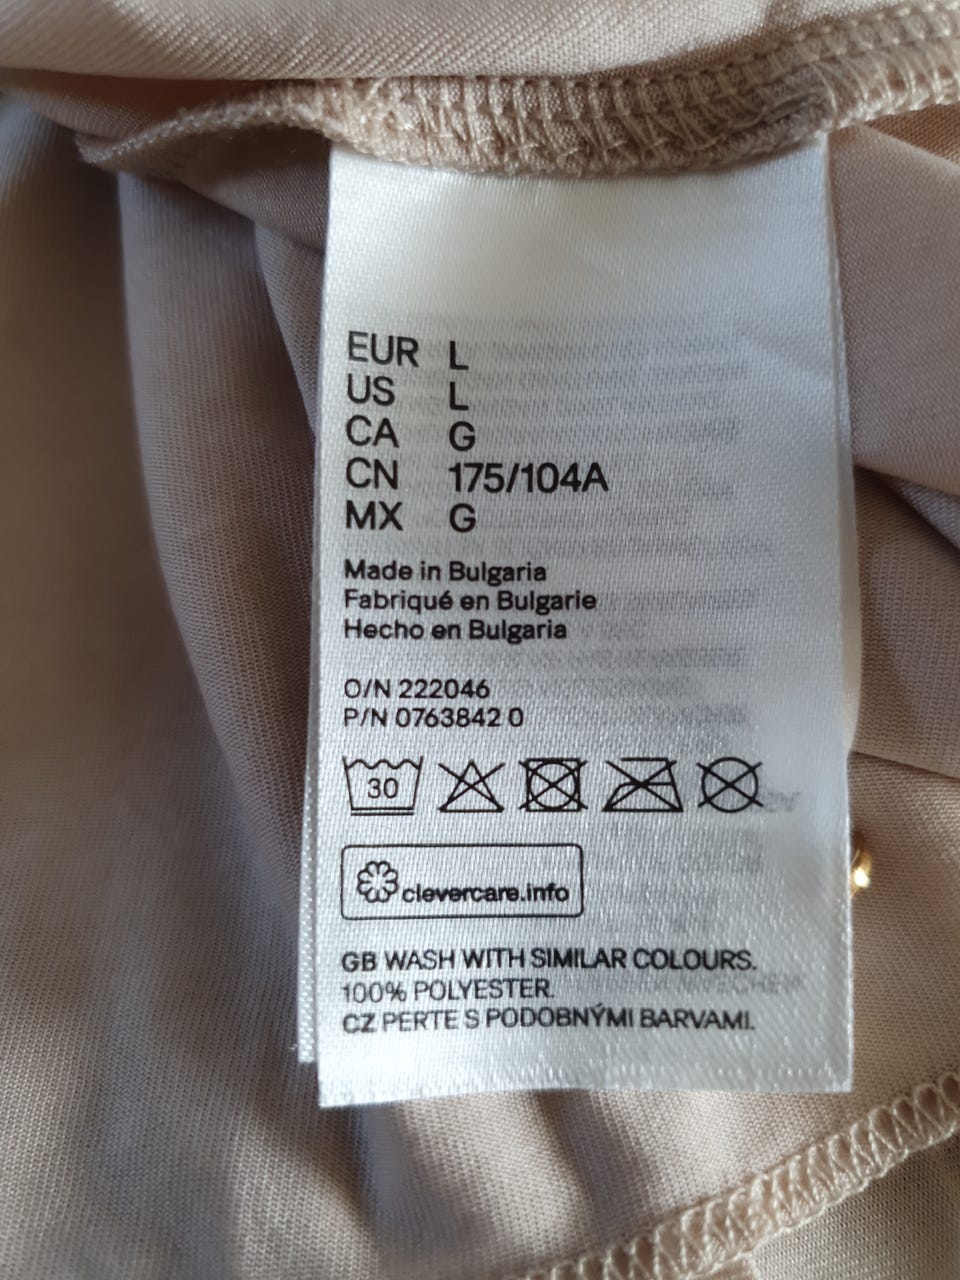 EUR L
US L
CA G
CN 175/104A
MX G
Made in Bulgaria
Fabriqué en Bulgarie
Hecho en Bulgaria
O/N 222046
P/N 0763842 0
30
clevercare.info
GB WASH WITH SIMILAR COLOURS.
100% POLYESTER.
CZ PERTE S PODOBNÝMI BARVAMI.